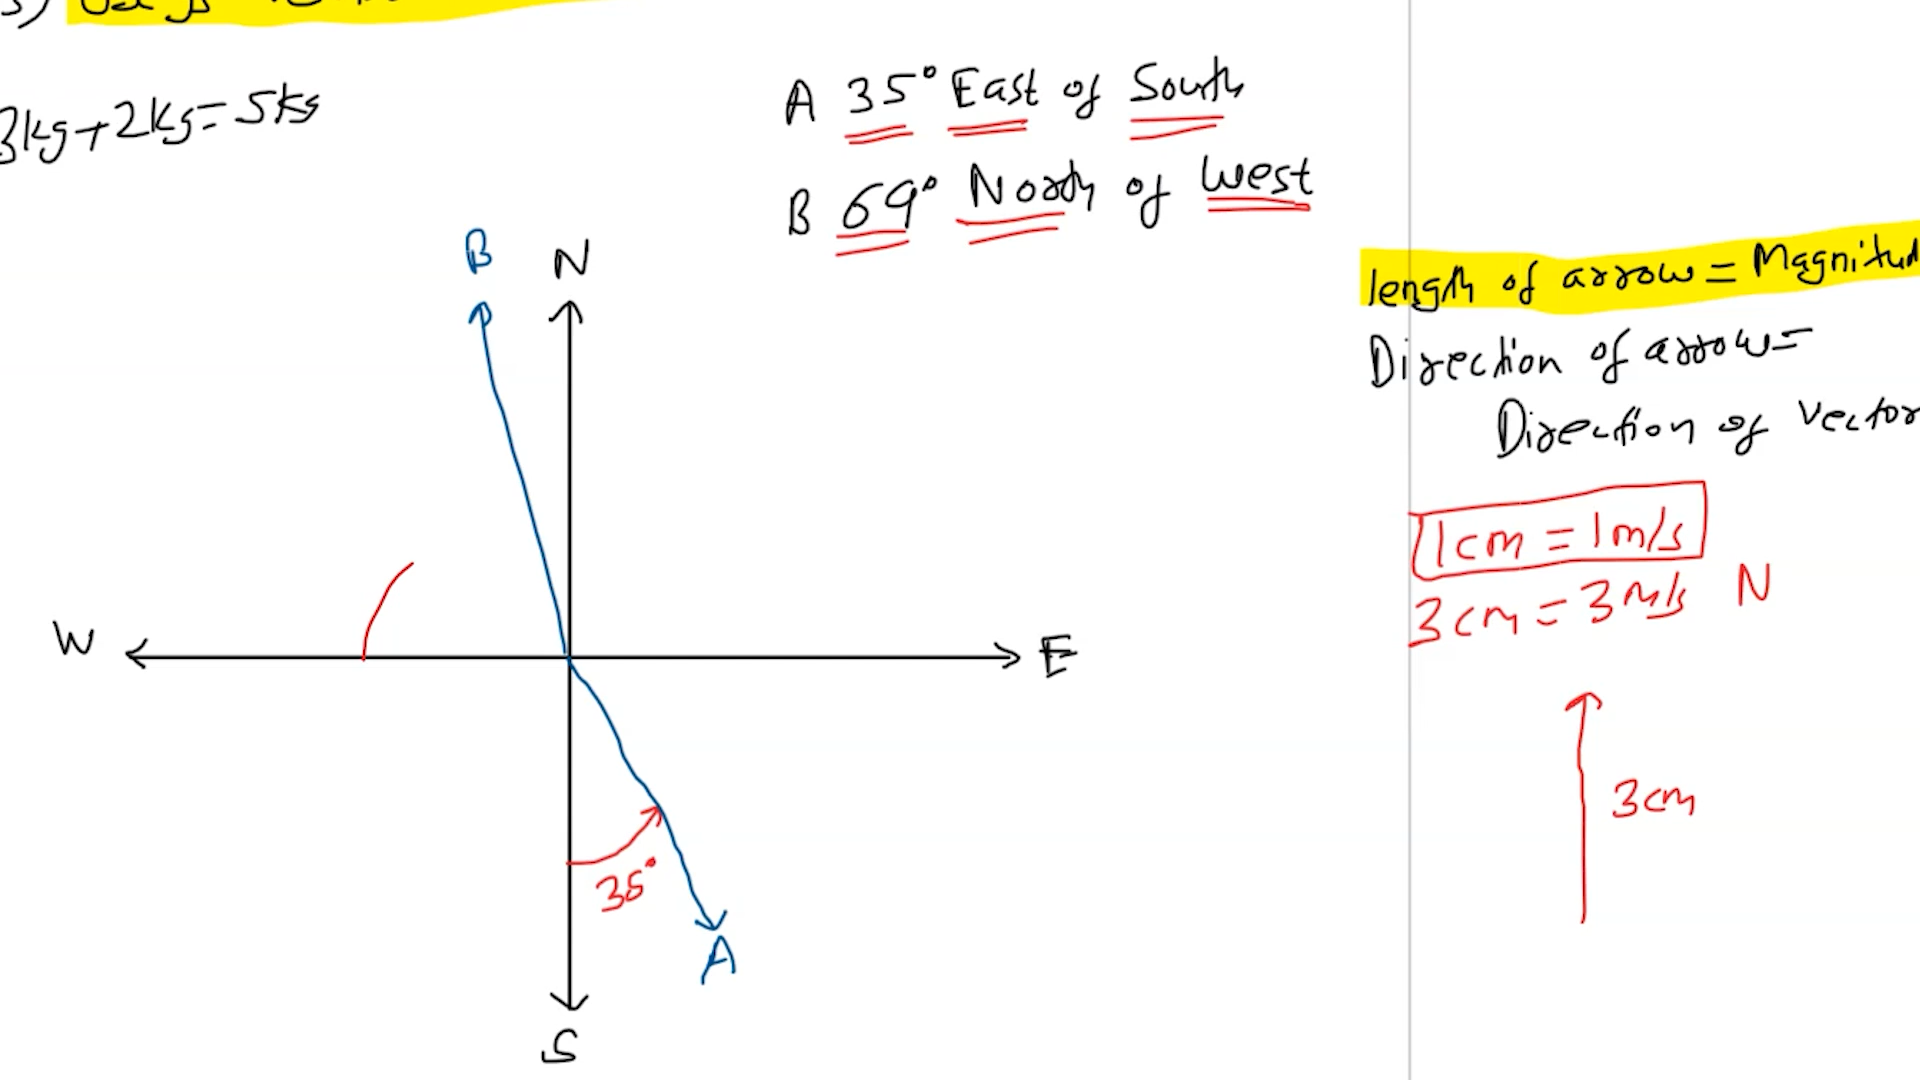 3kg+2kg=5kg
A 35° East of South
B 69° North of West
B
N
W
E
35°
A
S
length of arrow = Magnitud
Direction of arrow=
Direction of vector
1cm = 1m/s
3cm = 3m/s N
3cm